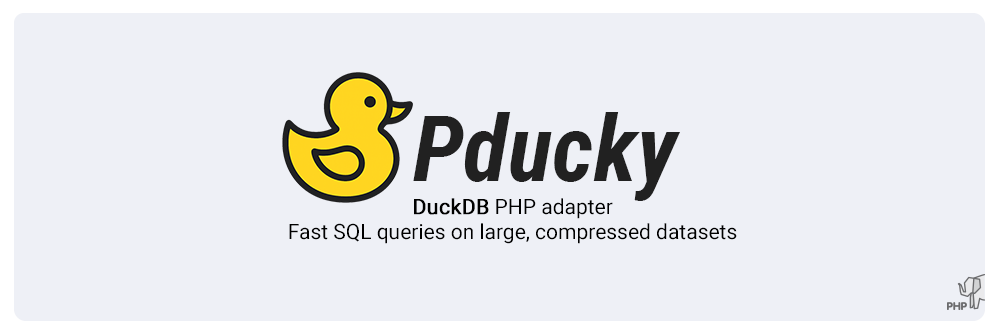 Pducky
DuckDB PHP adapter
Fast SQL queries on large, compressed datasets
PHP